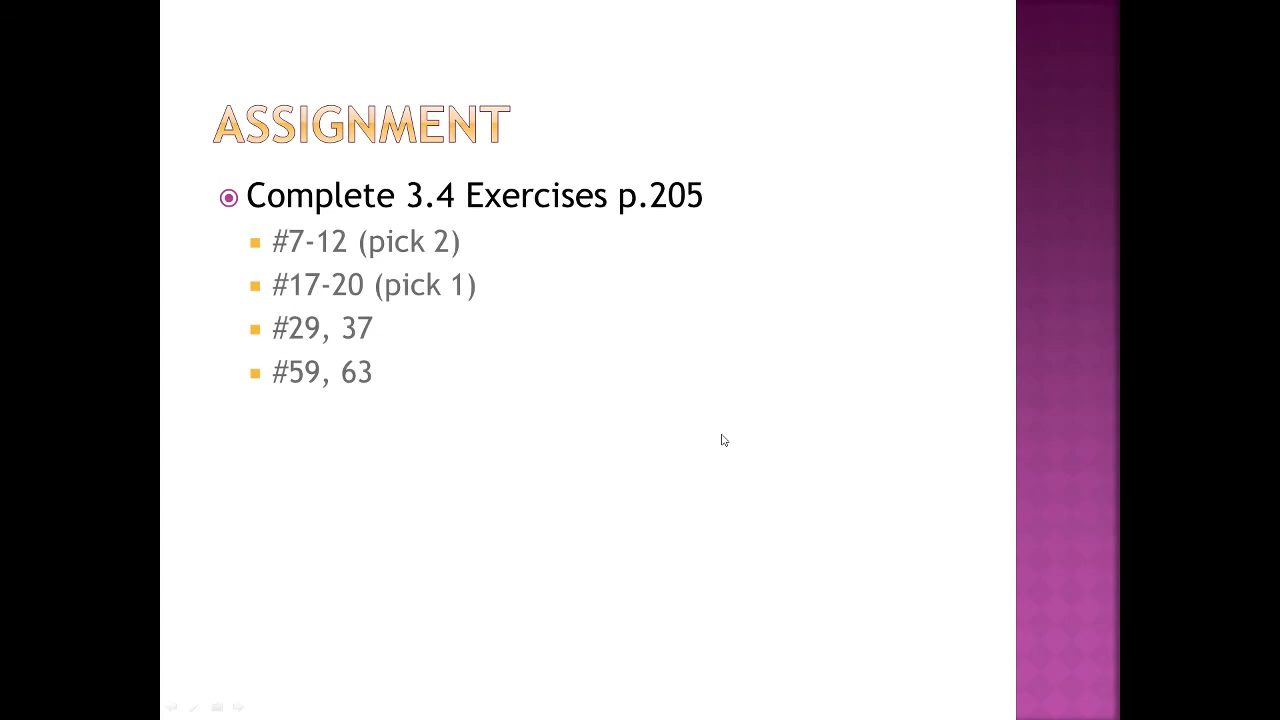 ASSIGNMENT
Complete 3.4 Exercises p.205
#7-12 (pick 2)
#17-20 (pick 1)
#29, 37
#59, 63